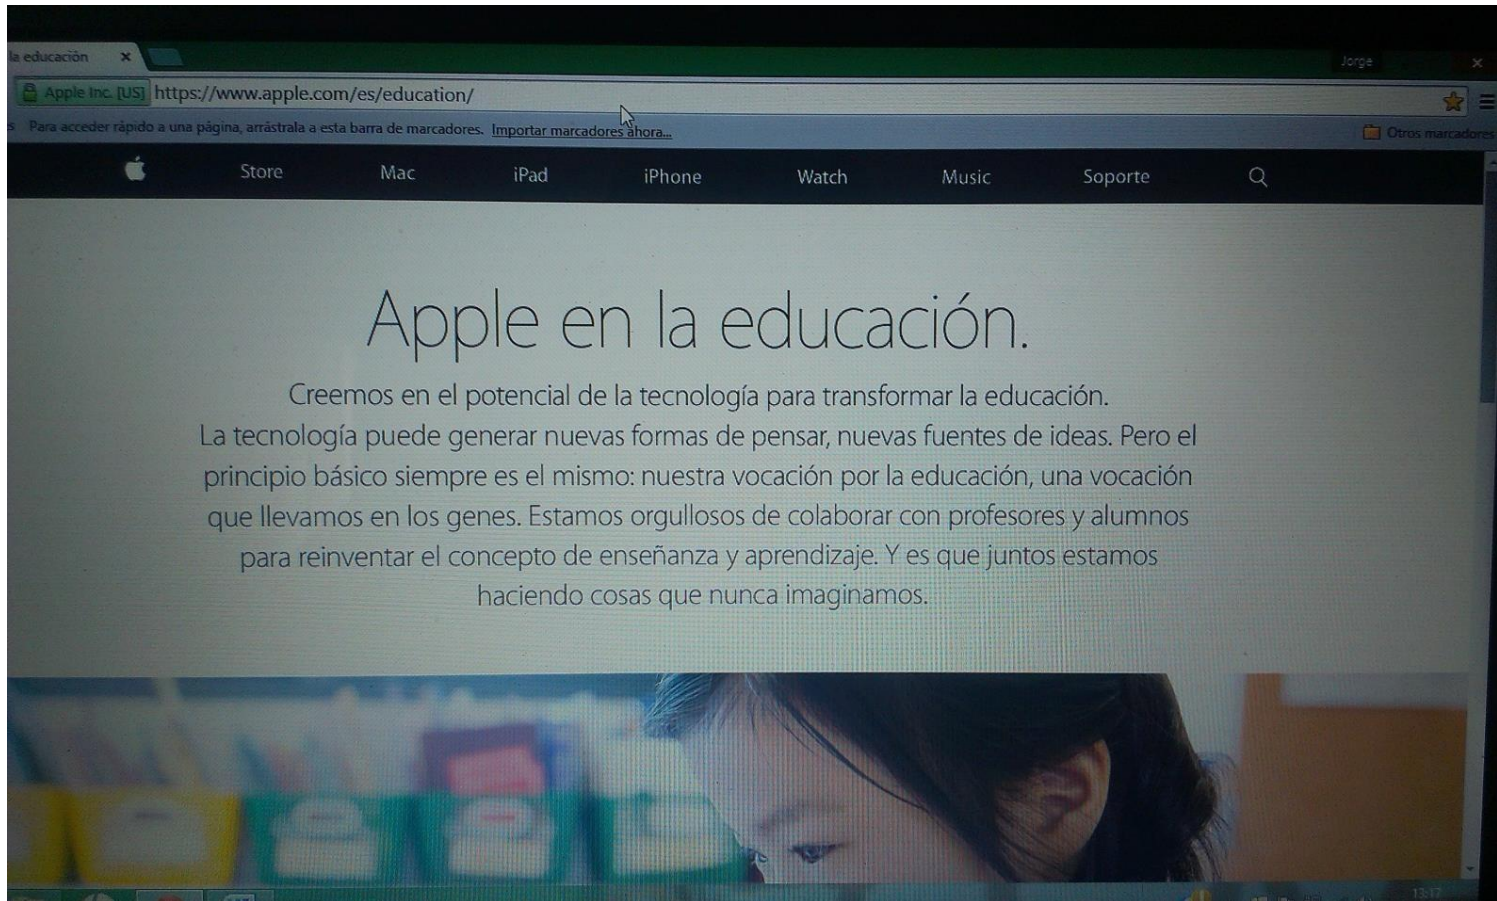 la educación
Jorge
Apple Inc. [US] https://www.apple.com/es/education/
s Para acceder rápido a una página, arrástrala a esta barra de marcadores. Importar marcadores ahora... Otros marcadores
Store Mac iPad iPhone Watch Music Soporte
Apple en la educación.
Creemos en el potencial de la tecnología para transformar la educación.
La tecnología puede generar nuevas formas de pensar, nuevas fuentes de ideas. Pero el
principio básico siempre es el mismo: nuestra vocación por la educación, una vocación
que llevamos en los genes. Estamos orgullosos de colaborar con profesores y alumnos
para reinventar el concepto de enseñanza y aprendizaje. Y es que juntos estamos
haciendo cosas que nunca imaginamos.
13:17